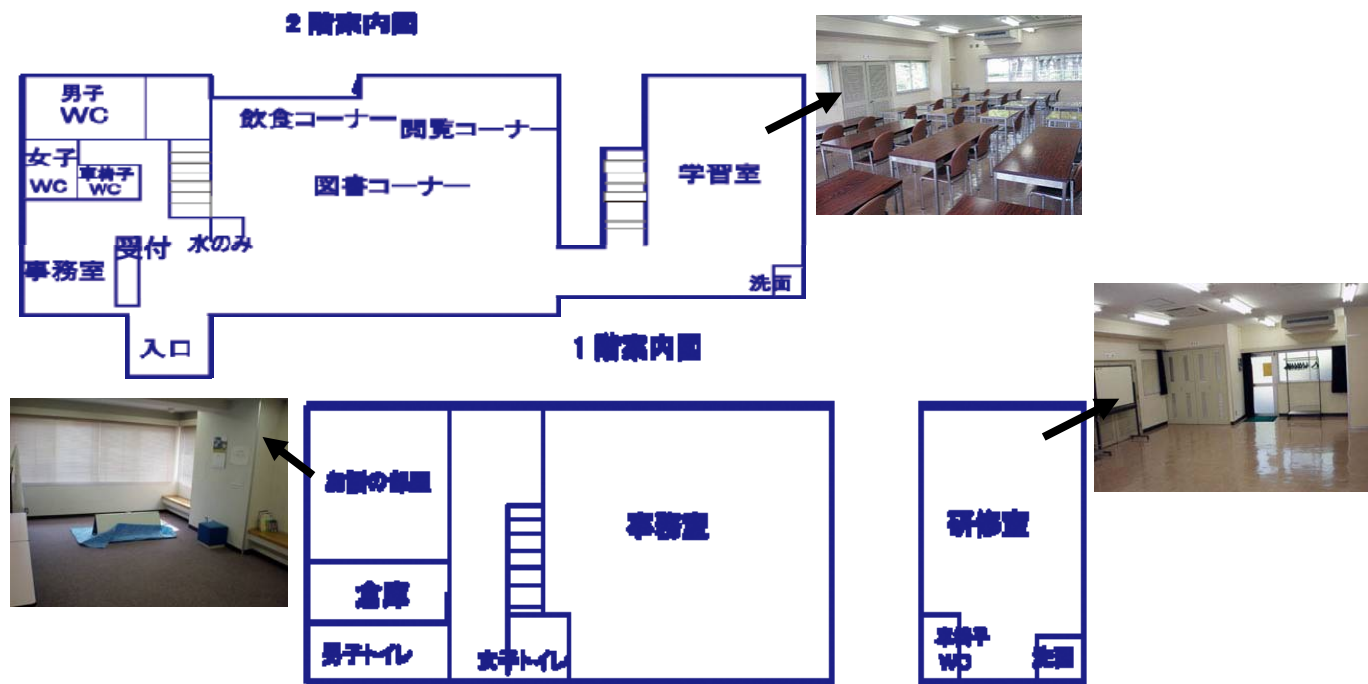 2階案内図
男子
WC
飲食コーナー
閲覧コーナー
女子
WC
車椅子
WC
図書コーナー
学習室
受付
水のみ
事務室
洗面
入口
1階案内図
お話の部屋
事務室
研修室
倉庫
男子トイレ
女子トイレ
車椅子
WC
洗面